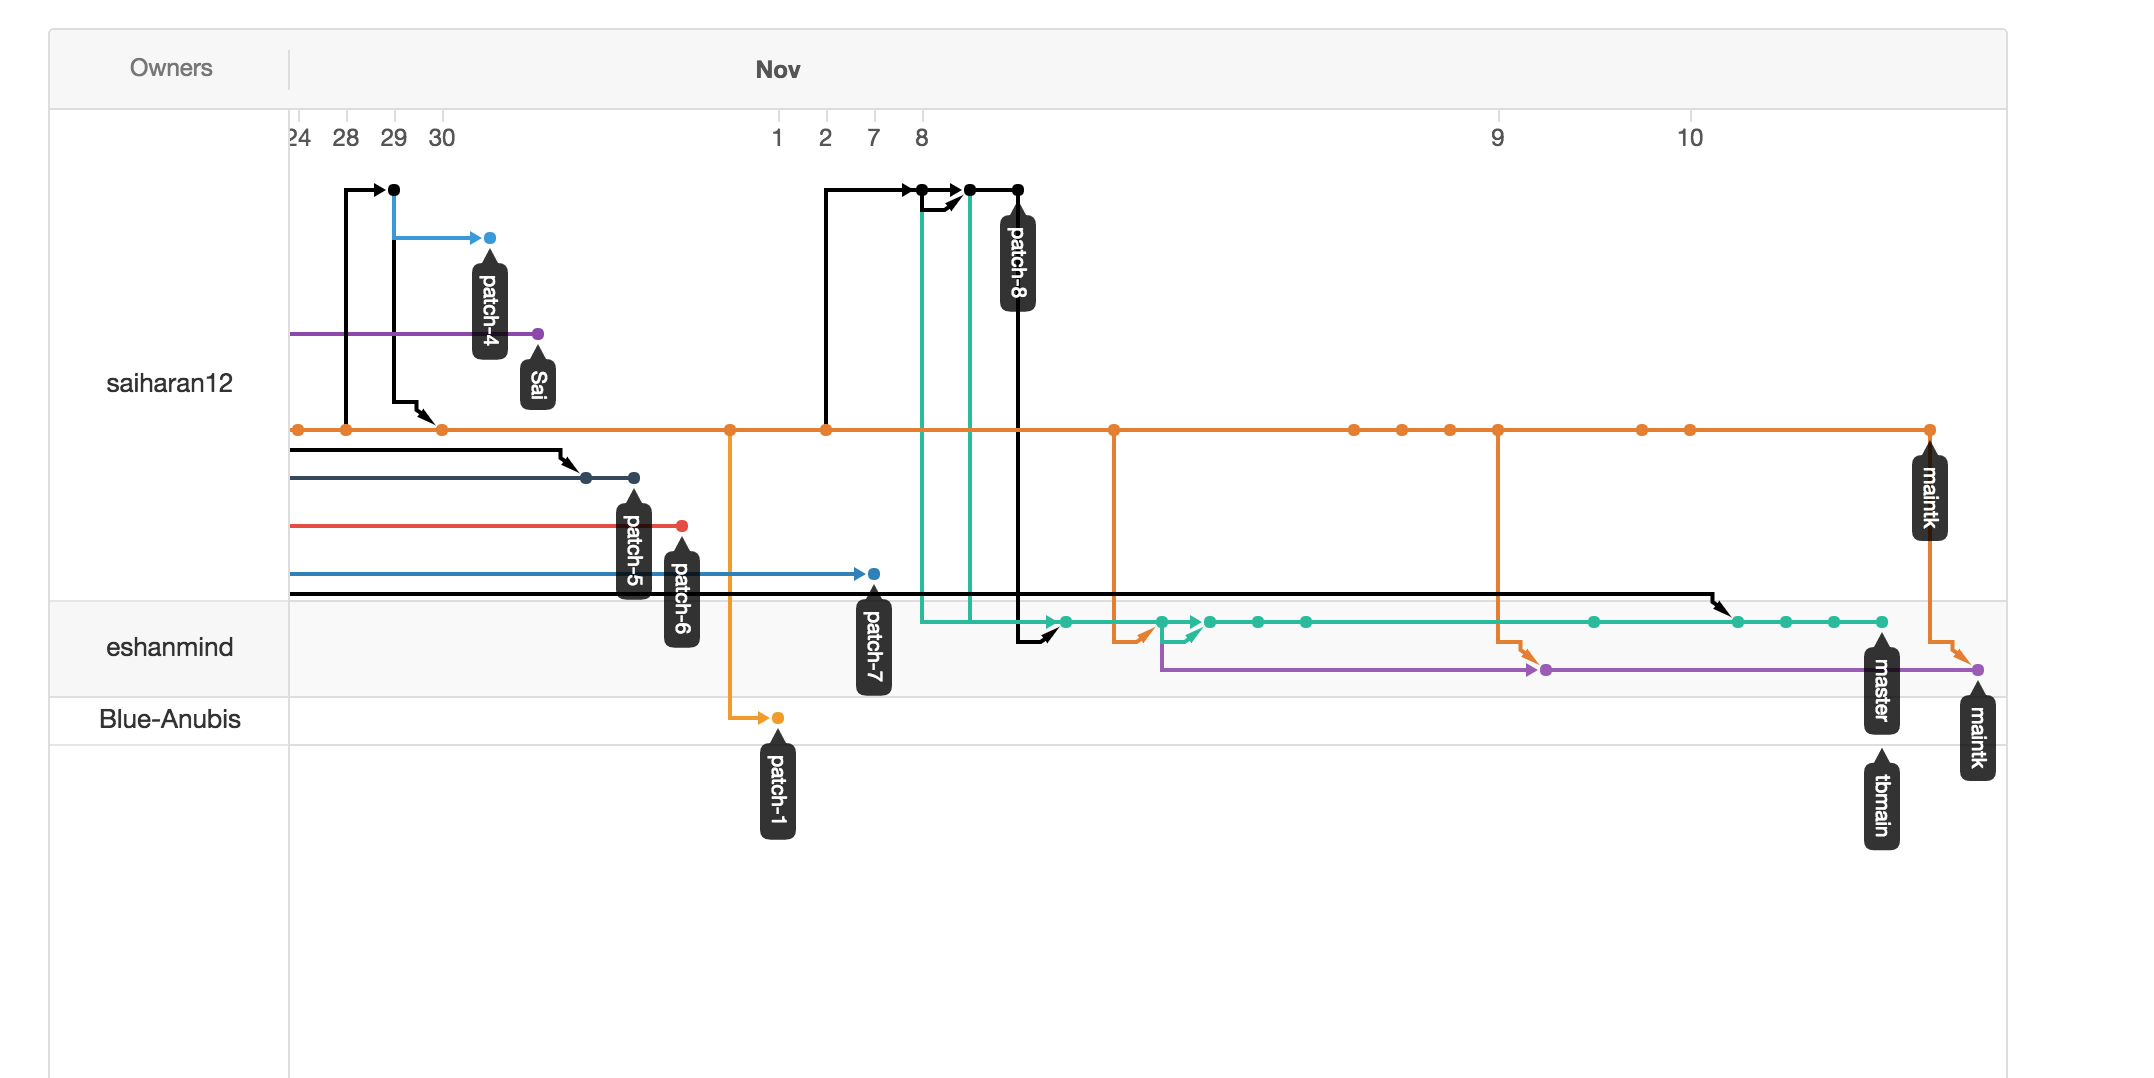 Owners
Nov
24 28 29 30 1 2 7 8 9 10
saiharan12
patch-4
Sai
patch-8
maintk
patch-5
patch-6
patch-7
eshanmind
master
maintk
Blue-Anubis
patch-1
tbmain